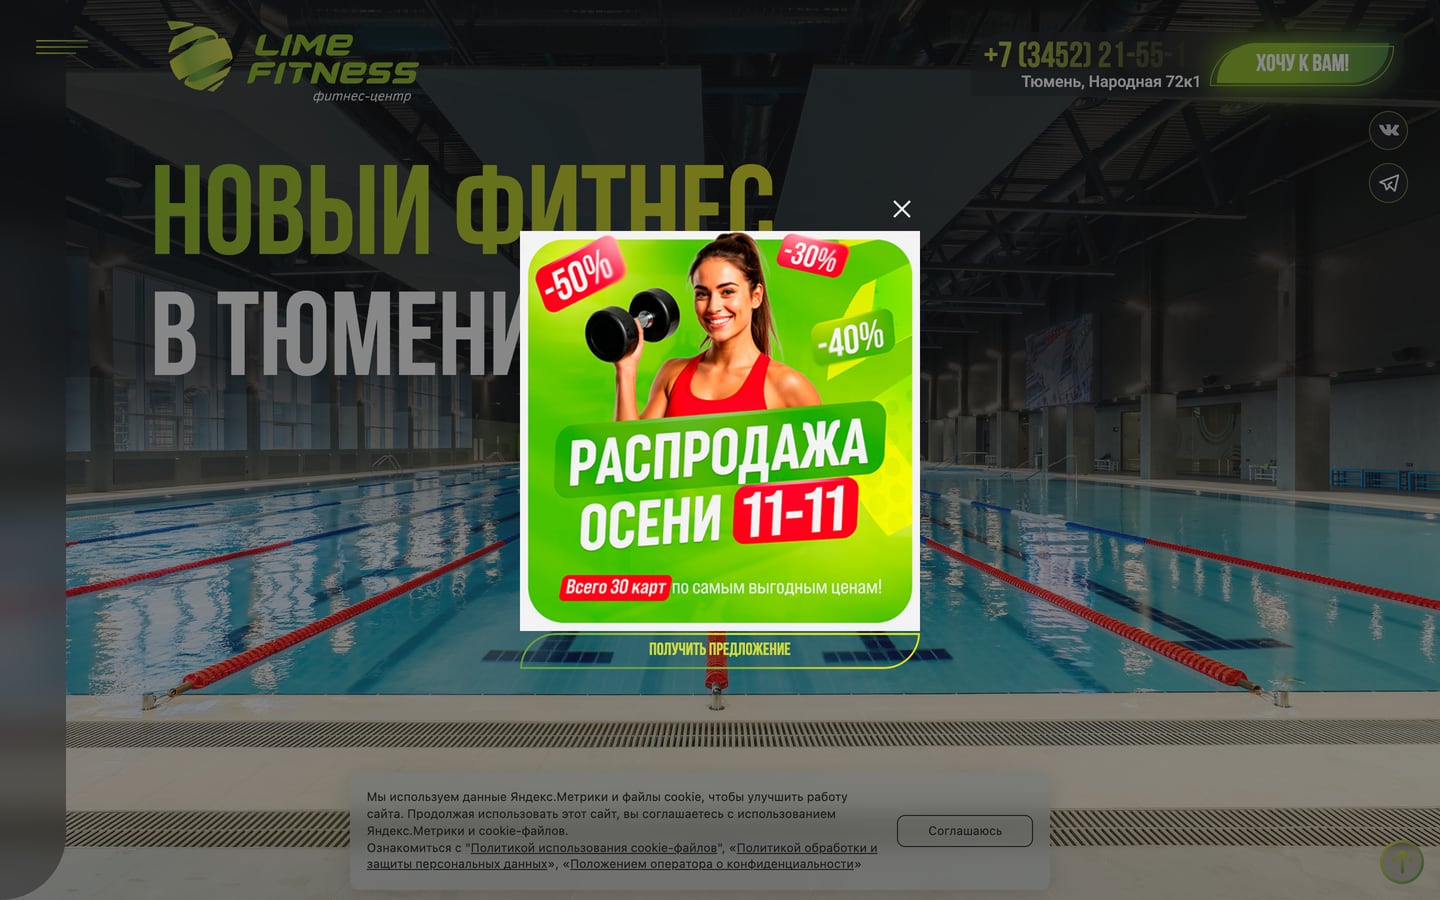 LIME
FITNESS
фитнес-центр
+7 (3452) 21-55-1
Тюмень, Народная 72к1
ХОЧУ К ВАМ!
НОВЫЙ ФИТНЕС
В ТЮМЕНИ
-50%
-30%
-40%
РАСПРОДАЖА
ОСЕНИ 11-11
Всего 30 карт по самым выгодным ценам!
ПОЛУЧИТЬ ПРЕДЛОЖЕНИЕ
Мы используем данные Яндекс.Метрики и файлы cookie, чтобы улучшить работу
сайта. Продолжая использовать этот сайт, вы соглашаетесь с использованием
Яндекс.Метрики и cookie-файлов.
Ознакомиться с "Политикой использования cookie-файлов", «Политикой обработки и
защиты персональных данных», «Положением оператора о конфиденциальности»
Соглашаюсь